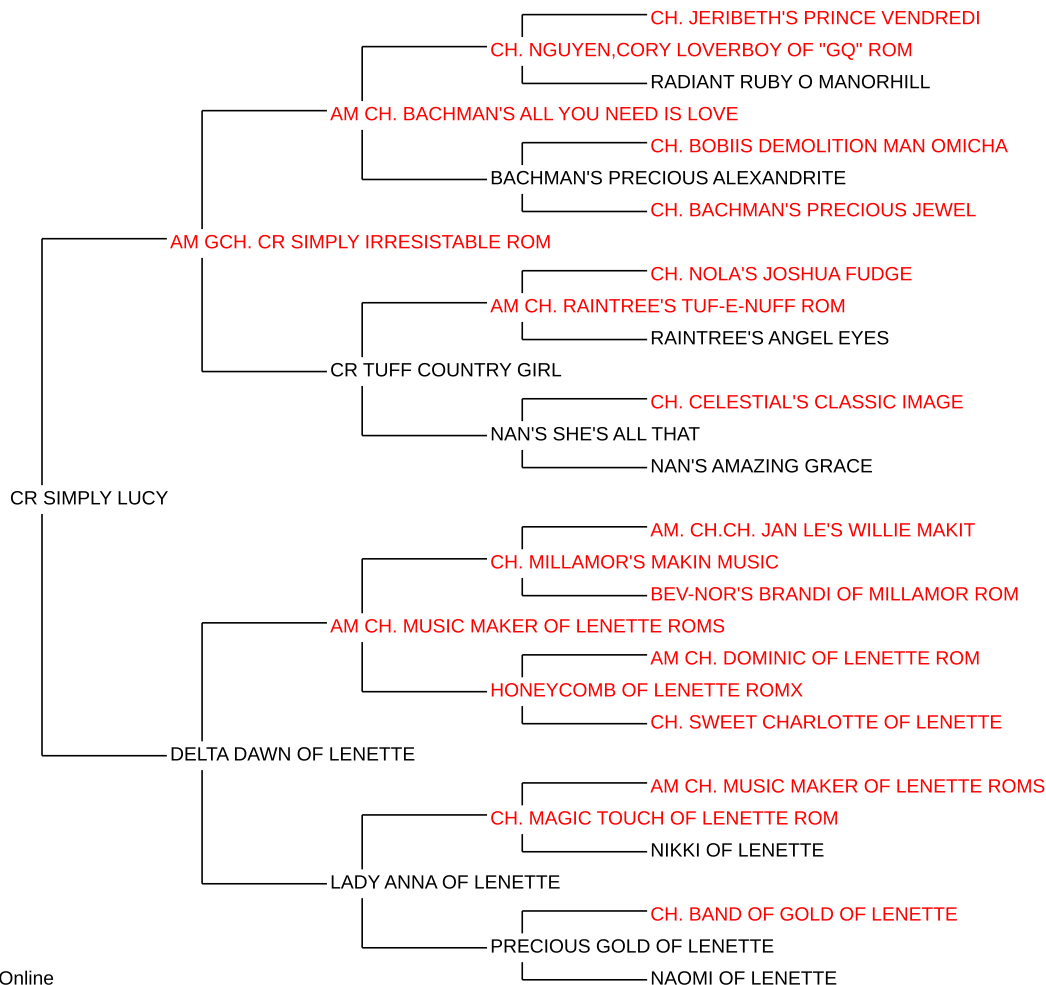 CH. JERIBETH'S PRINCE VENDREDI
CH. NGUYEN,CORY LOVERBOY OF "GQ" ROM
RADIANT RUBY O MANORHILL
AM CH. BACHMAN'S ALL YOU NEED IS LOVE
CH. BOBIIS DEMOLITION MAN OMICHA
BACHMAN'S PRECIOUS ALEXANDRITE
CH. BACHMAN'S PRECIOUS JEWEL
AM GCH. CR SIMPLY IRRESISTABLE ROM
CH. NOLA'S JOSHUA FUDGE
AM CH. RAINTREE'S TUF-E-NUFF ROM
RAINTREE'S ANGEL EYES
CR TUFF COUNTRY GIRL
CH. CELESTIAL'S CLASSIC IMAGE
NAN'S SHE'S ALL THAT
NAN'S AMAZING GRACE
CR SIMPLY LUCY
AM. CH.CH. JAN LE'S WILLIE MAKIT
CH. MILLAMOR'S MAKIN MUSIC
BEV-NOR'S BRANDI OF MILLAMOR ROM
AM CH. MUSIC MAKER OF LENETTE ROMS
AM CH. DOMINIC OF LENETTE ROM
HONEYCOMB OF LENETTE ROMX
CH. SWEET CHARLOTTE OF LENETTE
DELTA DAWN OF LENETTE
AM CH. MUSIC MAKER OF LENETTE ROMS
CH. MAGIC TOUCH OF LENETTE ROM
NIKKI OF LENETTE
LADY ANNA OF LENETTE
CH. BAND OF GOLD OF LENETTE
PRECIOUS GOLD OF LENETTE
NAOMI OF LENETTE
Online